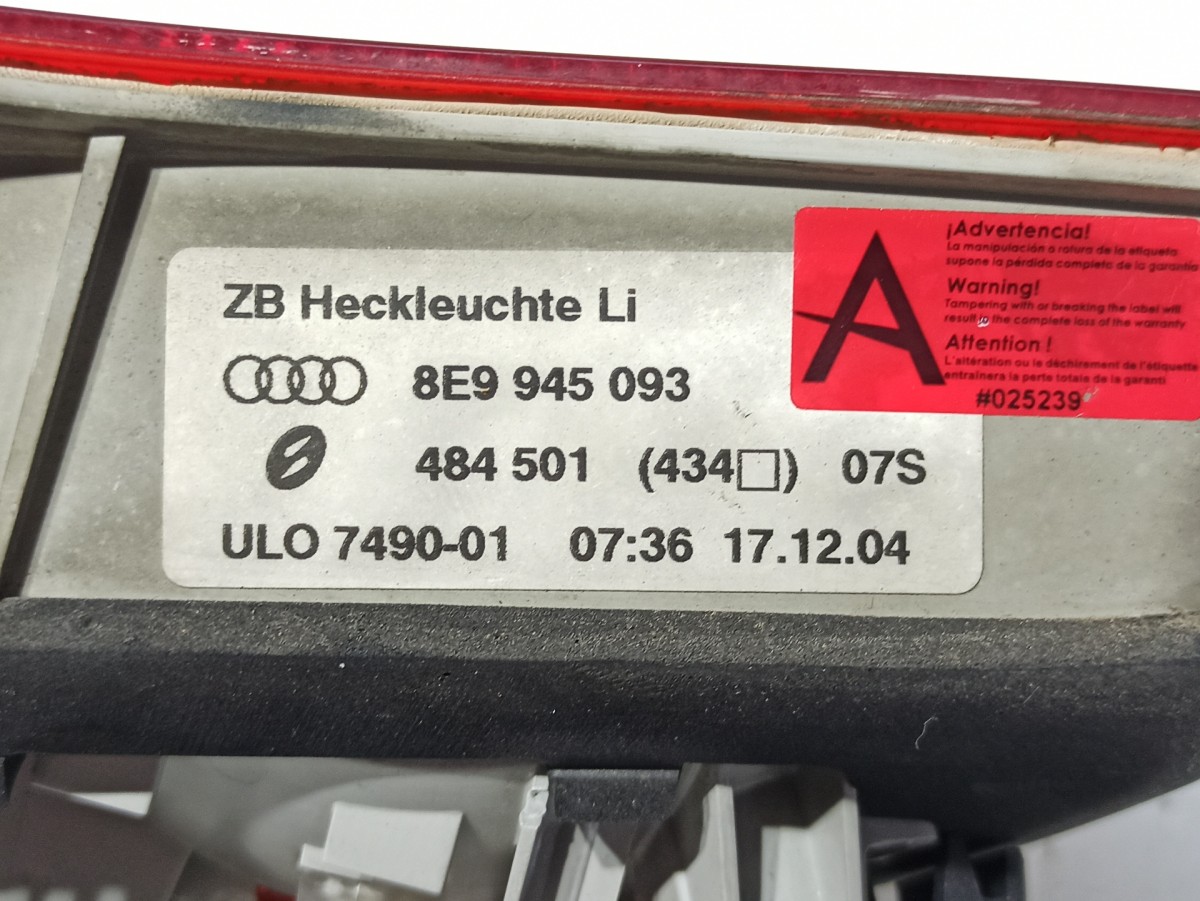 ZB Heckleuchte Li
8E9 945 093
484 501 (434□) 07S
ULO 7490-01 07:36 17.12.04
A
¡Advertencia!
La manipulación o rotura de la etiqueta
supone la pérdida completa de la garantía
Warning!
Tampering with or breaking the label will
result to the complete loss of the warranty
Attention !
L'altération ou le déchirement de l'étiquette
entraînera la perte totale de la garanti
#025239